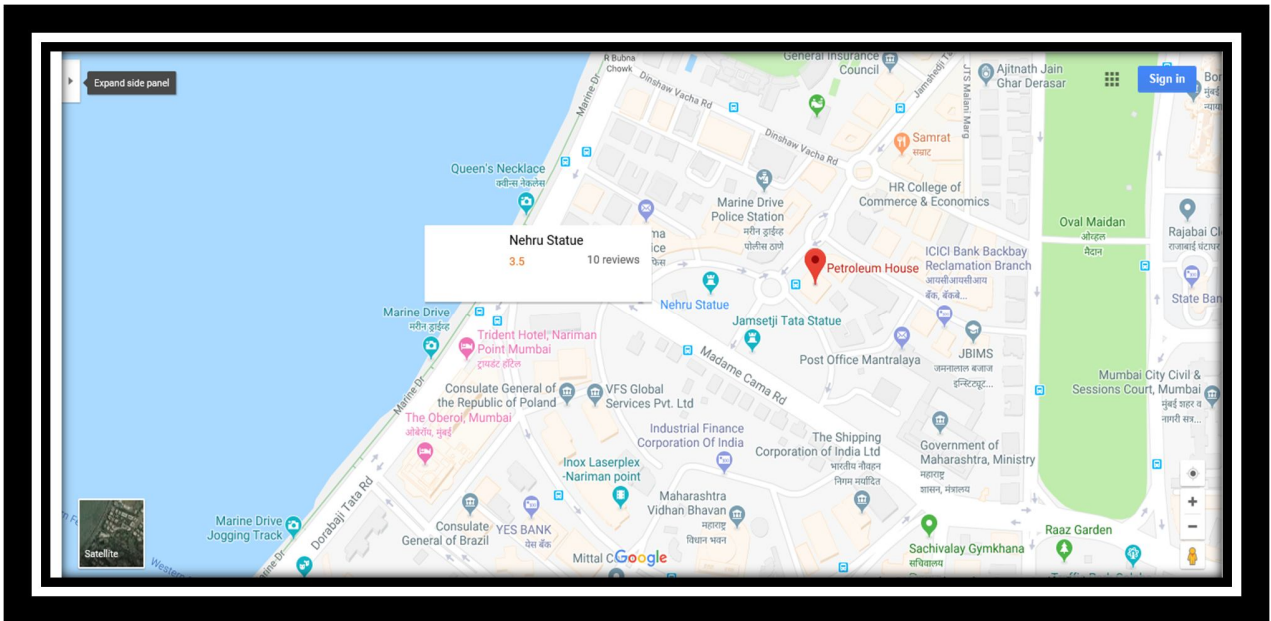 Expand side panel
R Bubna
Chowk
Marine Dr
Dinshaw Vacha Rd
General Insurance
Council
Jamshedji
JTS Malani Marg
Ajitnath Jain
Ghar Derasar
Sign in
Dinshaw Vacha Rd
Samrat
सम्राट
Queen's Necklace
क्वीन्स नेकलेस
HR College of
Commerce & Economics
Marine Drive
Police Station
मरीन ड्राईव्ह
पोलीस ठाणे
Oval Maidan
ओव्हल
मैदान
Rajabai
राजाबाई घंटाघर
Nehru Statue
3.5 10 reviews
Petroleum House
ICICI Bank Backbay
Reclamation Branch
आयसीआयसीआय
बँक, बॅकबे...
State Ban
Nehru Statue
Jamsetji Tata Statue
Marine Drive
मरीन ड्राईव्ह
Trident Hotel, Nariman
Point Mumbai
ट्रायडंट हॉटेल
Madame Cama Rd
Post Office Mantralaya
JBIMS
जमनालाल बजाज
इन्स्टिट्यूट...
Mumbai City Civil &
Sessions Court, Mumbai
मुंबई शहर व
नागरी सत्र...
Marine Dr
Consulate General of
the Republic of Poland
VFS Global
Services Pvt. Ltd
The Oberoi, Mumbai
ओबेरॉय, मुंबई
Industrial Finance
Corporation Of India
The Shipping
Corporation of India Ltd
भारतीय नौवहन
निगम मर्यादित
Government of
Maharashtra, Ministry
महाराष्ट्र
शासन, मंत्रालय
Inox Laserplex
-Nariman point
Maharashtra
Vidhan Bhavan
महाराष्ट्र
विधान भवन
Dorabaji Tata Rd
Marine Drive
Jogging Track
Consulate
General of Brazil
YES BANK
येस बँक
Sachivalay Gymkhana
सचिवालय
Raaz Garden
Satellite
Mittal C
Google